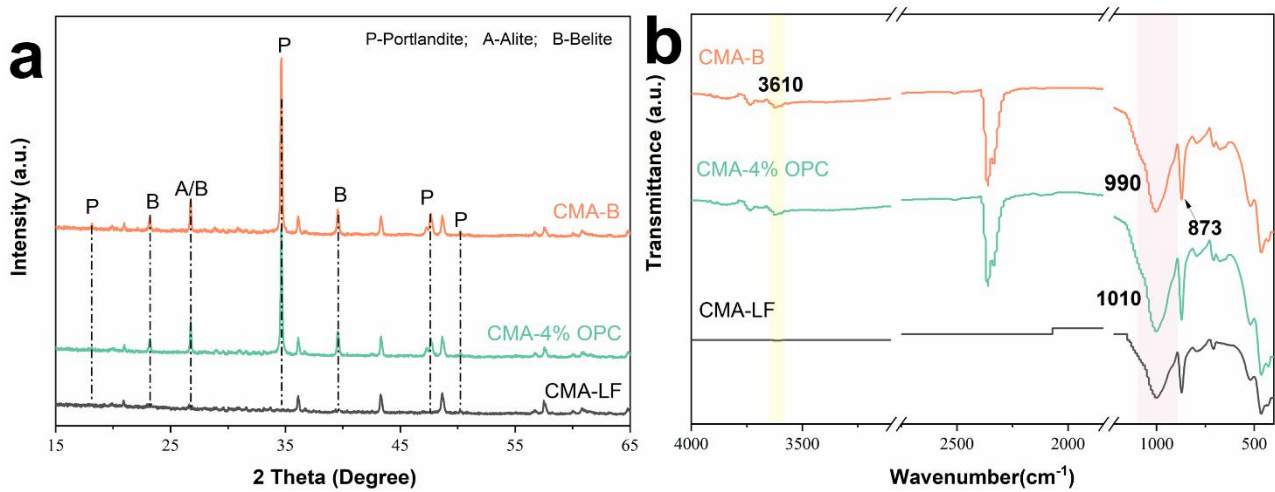 a
P-Portlandite; A-Alite; B-Belite
P
P
B
A/B
B
P
P
CMA-B
CMA-4% OPC
CMA-LF
Intensity (a.u.)
15 25 35 45 55 65
2 Theta (Degree)
b
CMA-B
3610
CMA-4% OPC
990
873
CMA-LF
1010
Transmittance (a.u.)
4000 3500 2500 2000 1000 500
Wavenumber(cm⁻¹)